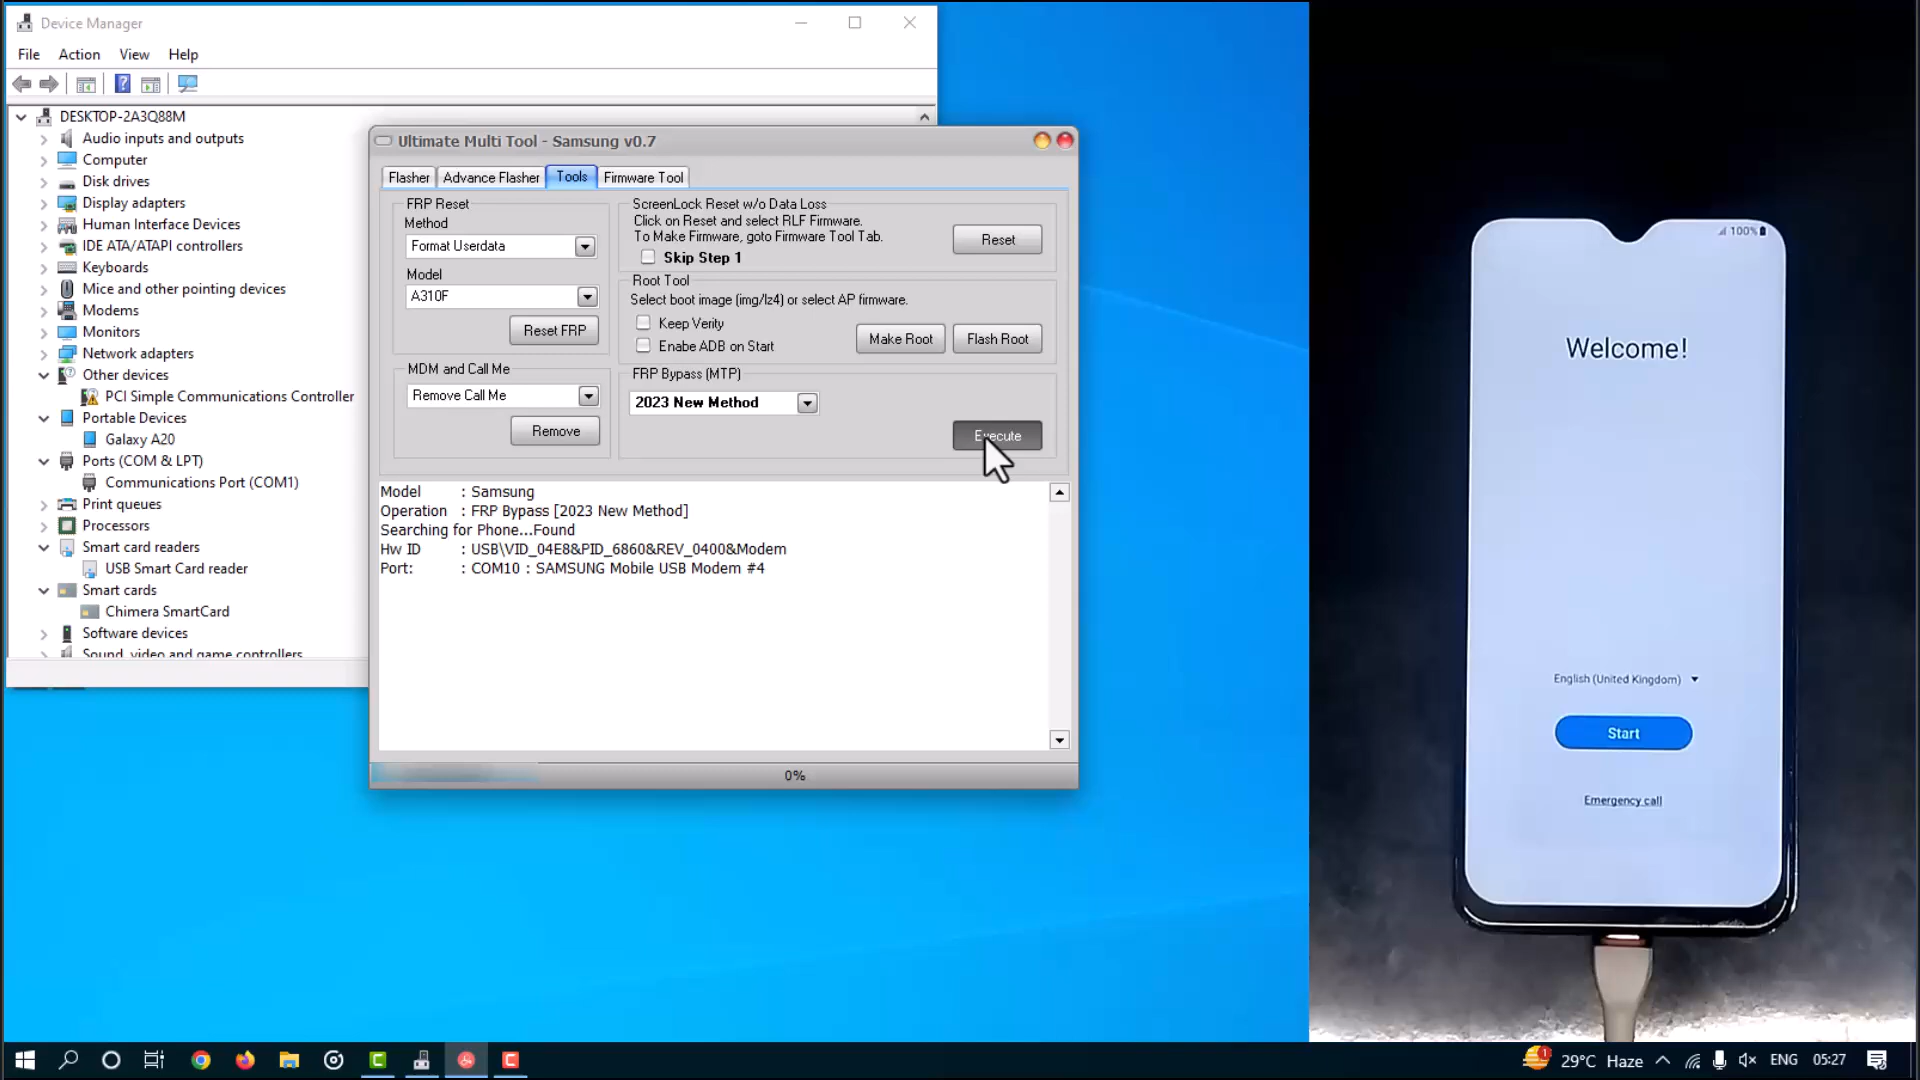 Device Manager
File Action View Help
DESKTOP-2A3Q88M
Audio inputs and outputs
Computer
Disk drives
Display adapters
Human Interface Devices
IDE ATA/ATAPI controllers
Keyboards
Mice and other pointing devices
Modems
Monitors
Network adapters
Other devices
PCI Simple Communications Controller
Portable Devices
Galaxy A20
Ports (COM & LPT)
Communications Port (COM1)
Print queues
Processors
Smart card readers
USB Smart Card reader
Smart cards
Chimera SmartCard
Software devices
Sound, video and game controllers
Ultimate Multi Tool - Samsung v0.7
Flasher Advance Flasher Tools Firmware Tool
FRP Reset
Method
Format Userdata
Model
A310F
Reset FRP
MDM and Call Me
Remove Call Me
Remove
ScreenLock Reset w/o Data Loss
Click on Reset and select RLF Firmware.
To Make Firmware, goto Firmware Tool Tab.
Reset
Skip Step 1
Root Tool
Select boot image (img/lz4) or select AP firmware.
Keep Verity
Enabe ADB on Start
Make Root Flash Root
FRP Bypass (MTP)
2023 New Method
Execute
Model : Samsung
Operation : FRP Bypass [2023 New Method]
Searching for Phone...Found
Hw ID : USB\VID_04E8&PID_6860&REV_0400&Modem
Port: : COM10 : SAMSUNG Mobile USB Modem #4
0%
100%
Welcome!
English (United Kingdom)
Start
Emergency call
1
29°C Haze ENG 05:27